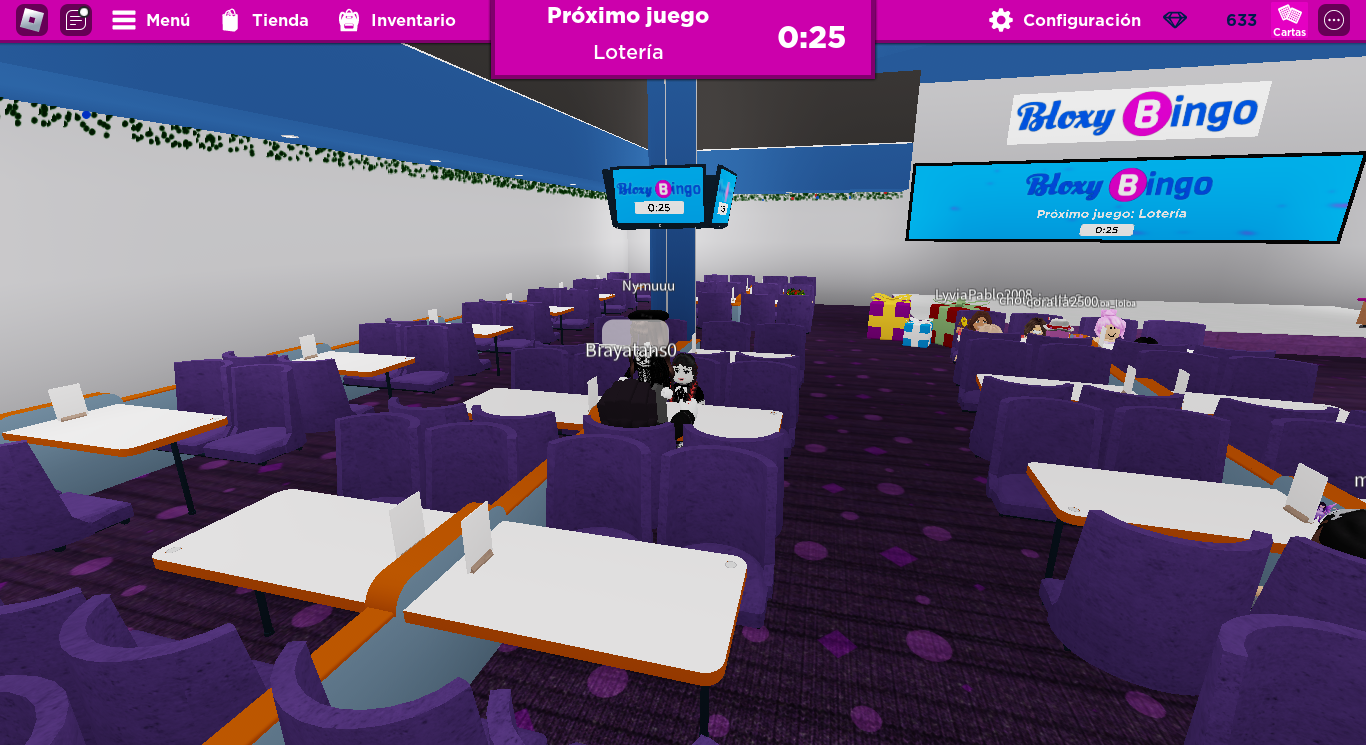 Menú
Tienda
Inventario
Próximo juego
Lotería
0:25
Configuración
633
Cartas
Bloxy Bingo
Bloxy Bingo
Próximo juego: Lotería
0:25
Bloxy Bingo
0:25
Nymuuu
Brayatans0
LyviaPablo2008